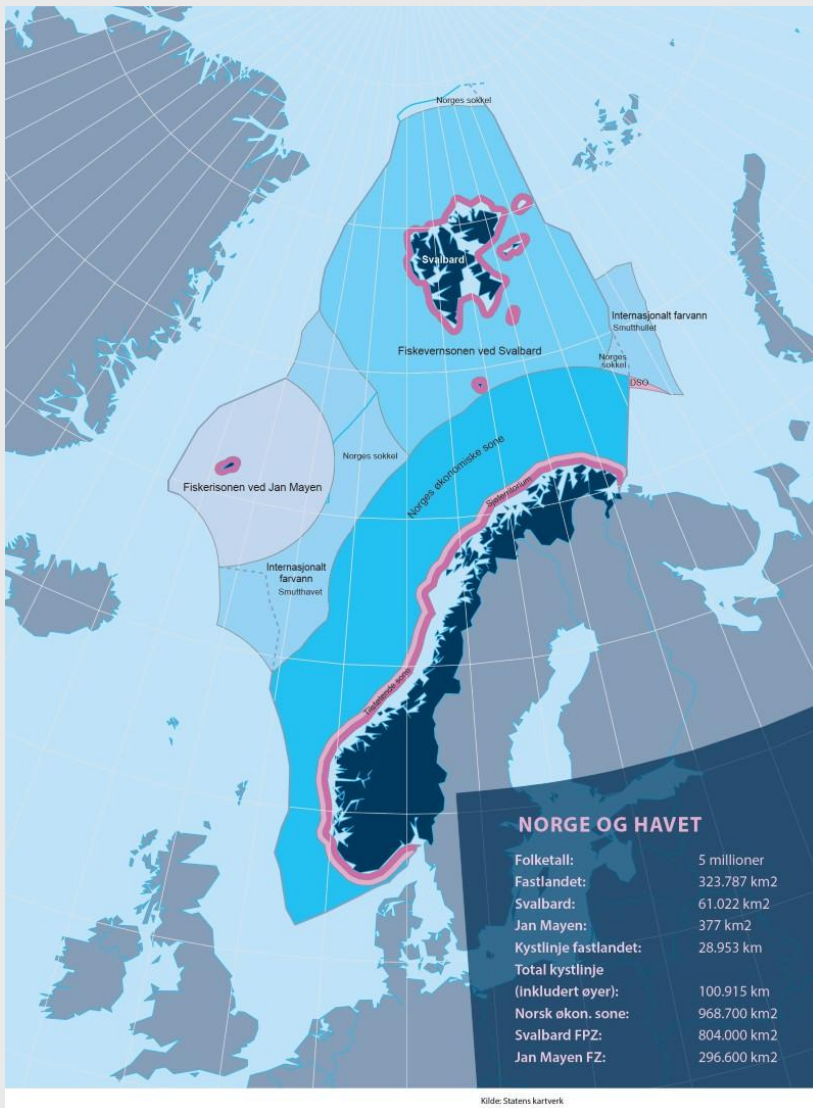 Norges sokkel
Svalbard
Internasjonalt farvann
Smutthullet
Fiskevernsonen ved Svalbard
Norges
sokkel
DSO
Norges økonomiske sone
Norges sokkel
Fiskerisonen ved Jan Mayen
Sjøterritorium
Internasjonalt
farvann
Smutthavet
Tilstøtende sone
NORGE OG HAVET
Folketall: 5 millioner
Fastlandet: 323.787 km2
Svalbard: 61.022 km2
Jan Mayen: 377 km2
Kystlinje fastlandet: 28.953 km
Total kystlinje
(inkludert øyer): 100.915 km
Norsk økon. sone: 968.700 km2
Svalbard FPZ: 804.000 km2
Jan Mayen FZ: 296.600 km2
Kilde: Statens kartverk